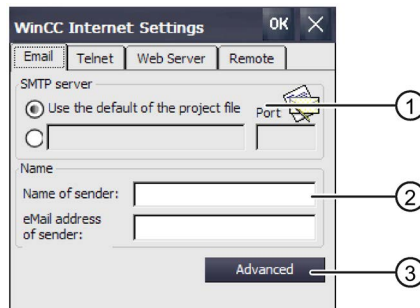 WinCC Internet Settings OK
Email Telnet Web Server Remote
SMTP server
Use the default of the project file Port
1
Name
Name of sender:
2
eMail address
of sender:
Advanced
3